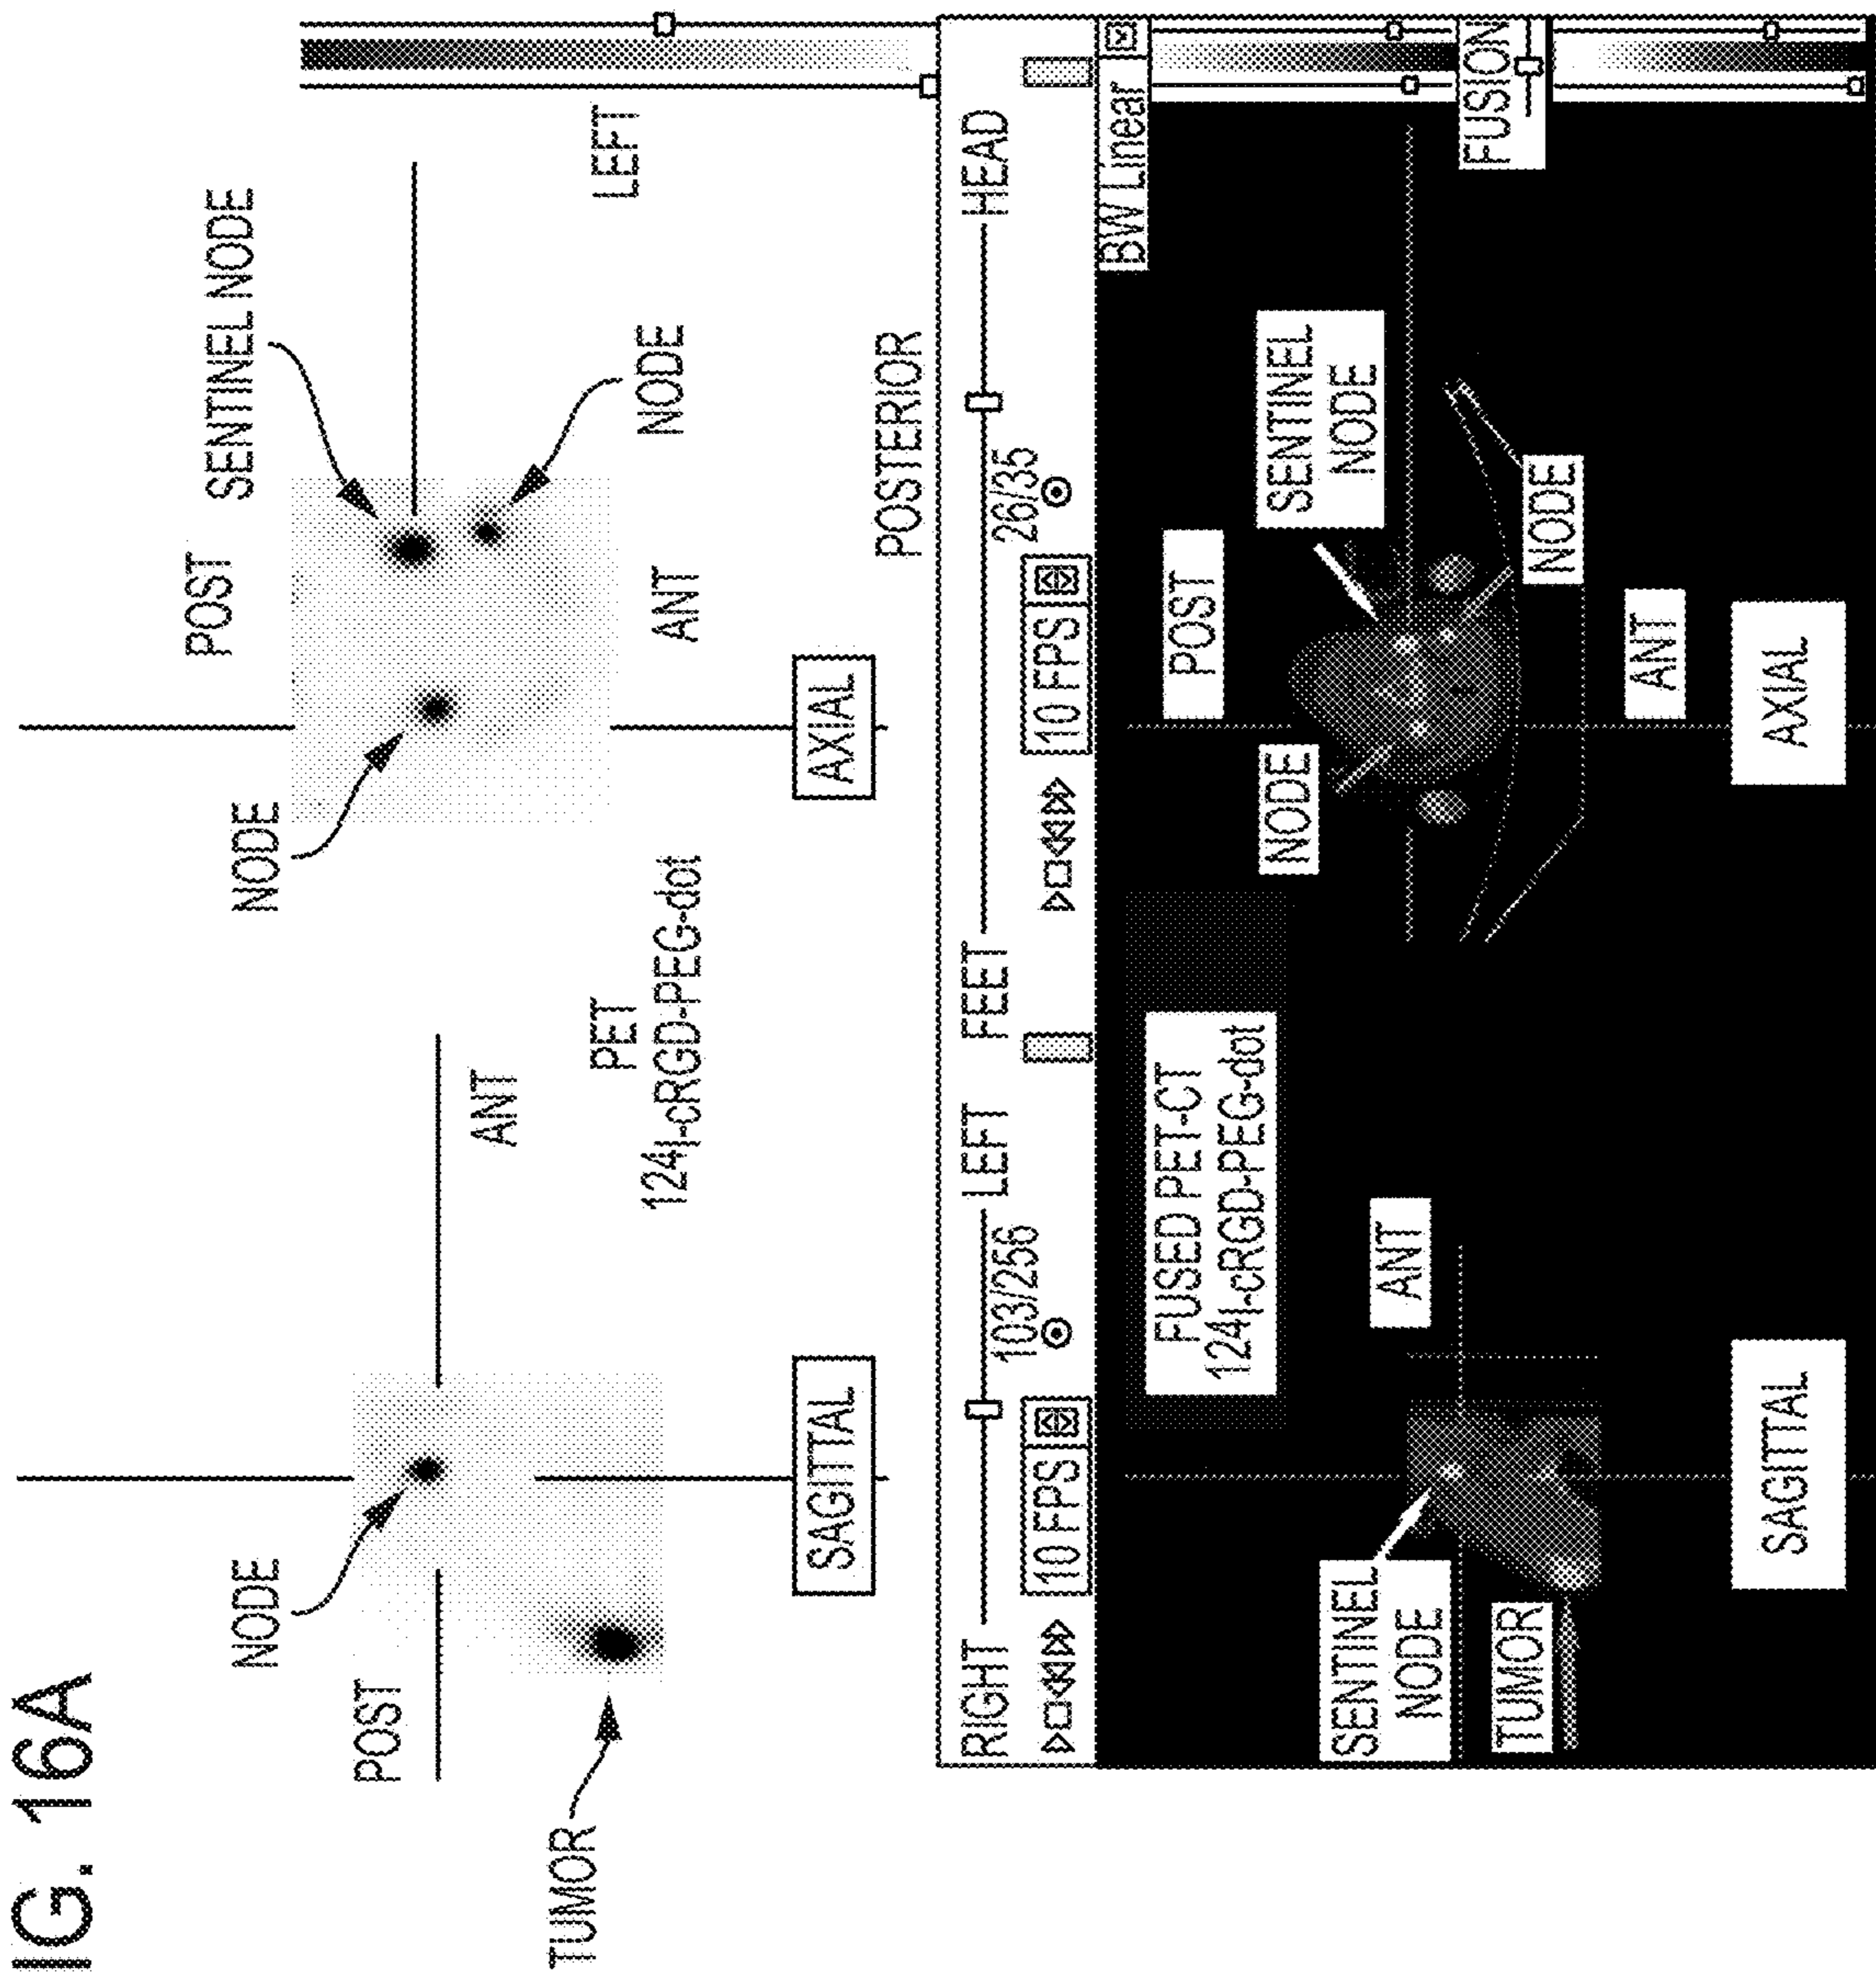 IG. 16A
POST
NODE
SENTINEL NODE
POST
ANT
TUMOR
NODE
LEFT
PET
124I-cRGD-PEG-dot
ANT
NODE
SAGITTAL
AXIAL
POSTERIOR
RIGHT
LEFT
FEET
HEAD
103/256
26/35
10 FPS
10 FPS
BW Linear
FUSED PET-CT
124I-cRGD-PEG-dot
POST
NODE
SENTINEL
NODE
SENTINEL
NODE
ANT
TUMOR
NODE
FUSION
ANT
SAGITTAL
AXIAL